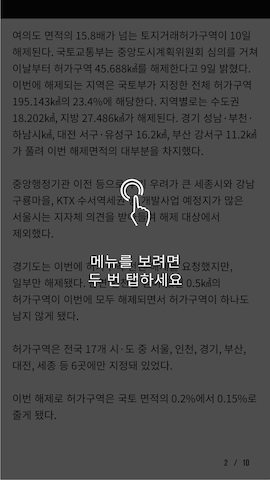 여의도 면적의 15.8배가 넘는 토지거래허가구역이 10일
해제된다. 국토교통부는 중앙도시계획위원회 심의를 거쳐
이날부터 허가구역 45.688㎢를 해제한다고 9일 밝혔다.
이번에 해제되는 지역은 국토부가 지정한 전체 허가구역
195.143㎢의 23.4%에 해당한다. 지역별로는 수도권
18.202㎢, 지방 27.486㎢가 해제된다. 경기 성남·부천·
하남시㎢, 대전 서구·유성구 16.2㎢, 부산 강서구 11.2㎢
가 풀려 이번 해제면적의 대부분을 차지했다.
중앙행정기관 이전 등으로 우려가 큰 세종시와 강남
구룡마을, KTX 수서역세권 개발사업 예정지가 많은
서울시는 지자체 의견을 받아들여 해제 대상에서
제외했다.
메뉴를 보려면
두 번 탭하세요
경기도는 이번에 요청했지만,
일부만 해제됐다. 0.5㎢의
허가구역이 이번에 모두 해제되면서 허가구역이 하나도
남지 않게 됐다.
허가구역은 전국 17개 시·도 중 서울, 인천, 경기, 부산,
대전, 세종 등 6곳에만 지정돼 있었다.
이번 해제로 허가구역은 국토 면적의 0.2%에서 0.15%로
줄게 됐다.
2 / 10